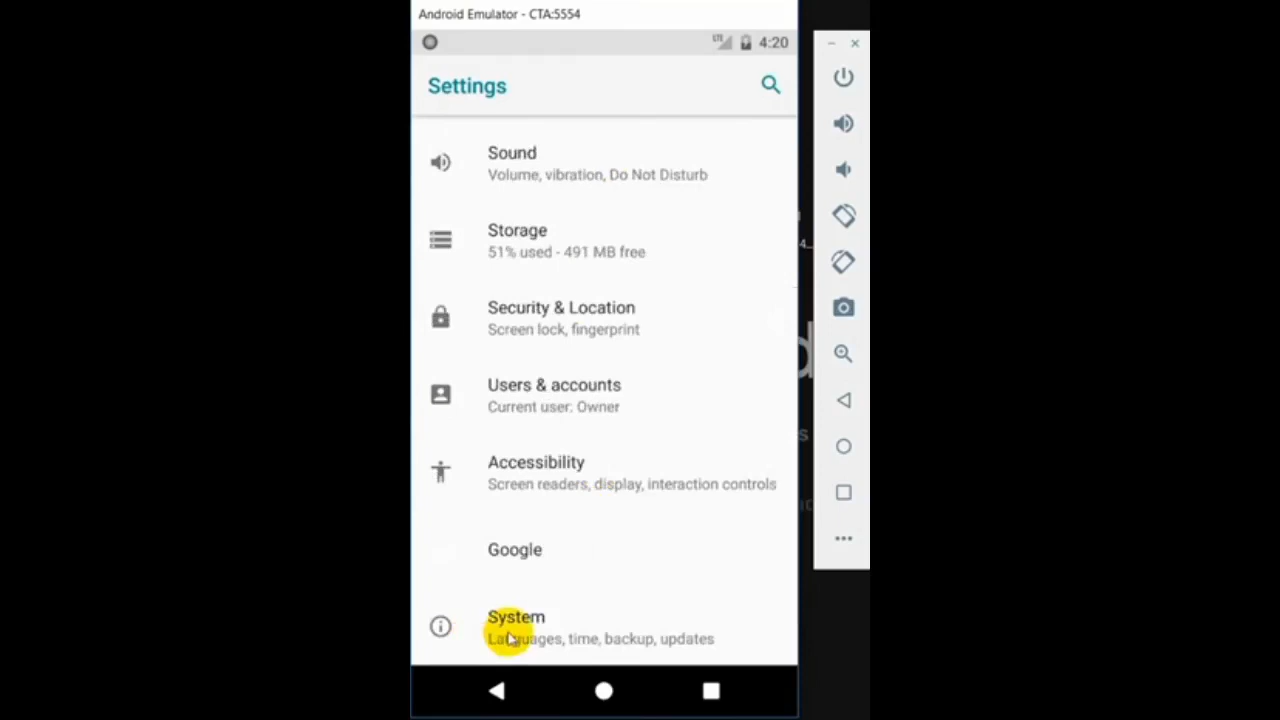 Android Emulator - CTA:5554
LTE 4:20
Settings
Sound
Volume, vibration, Do Not Disturb
Storage
51% used - 491 MB free
Security & Location
Screen lock, fingerprint
Users & accounts
Current user: Owner
Accessibility
Screen readers, display, interaction controls
Google
System
Languages, time, backup, updates